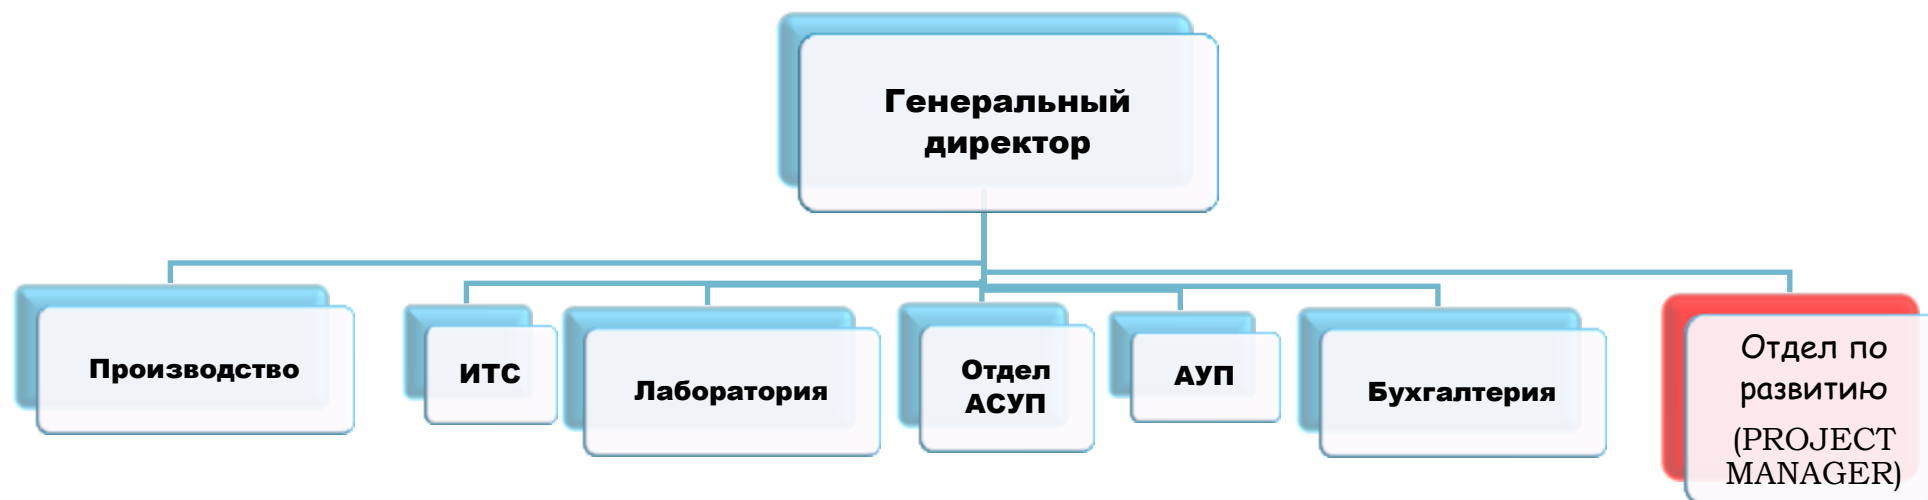 Генеральный
директор
Производство
ИТС
Лаборатория
Отдел
АСУП
АУП
Бухгалтерия
Отдел по
развитию
(PROJECT
MANAGER)